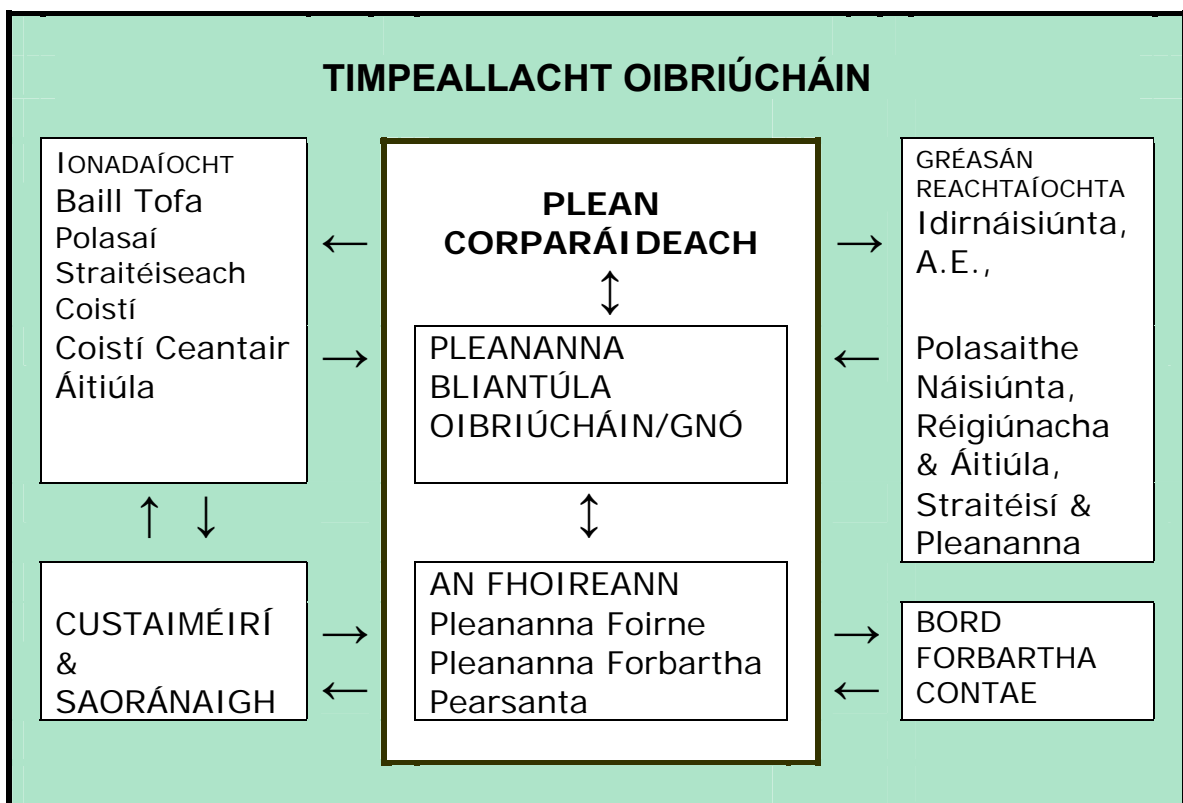 TIMPEALLACHT OIBRIÚCHÁIN
IONADAÍOCHT
Baill Tofa
Polasaí
Straitéiseach
Coistí
Coistí Ceantair
Áitiúla
← 
→
↑ ↓
CUSTAIMÉIRÍ
&
SAORÁNAIGH
→
←
PLEAN
CORPARÁIDEACH
↕
PLEANANNA
BLIANTÚLA
OIBRIÚCHÁIN/GNÓ
↕
AN FHOIREANN
Pleananna Foirne
Pleananna Forbartha
Pearsanta
→
←
GRÉASÁN
REACHTAÍOCHTA
Idirnáisiúnta,
A.E.,
Polasaithe
Náisiúnta,
Réigiúnacha
& Áitiúla,
Straitéisí &
Pleananna
→
←
BORD
FORBARTHA
CONTAE